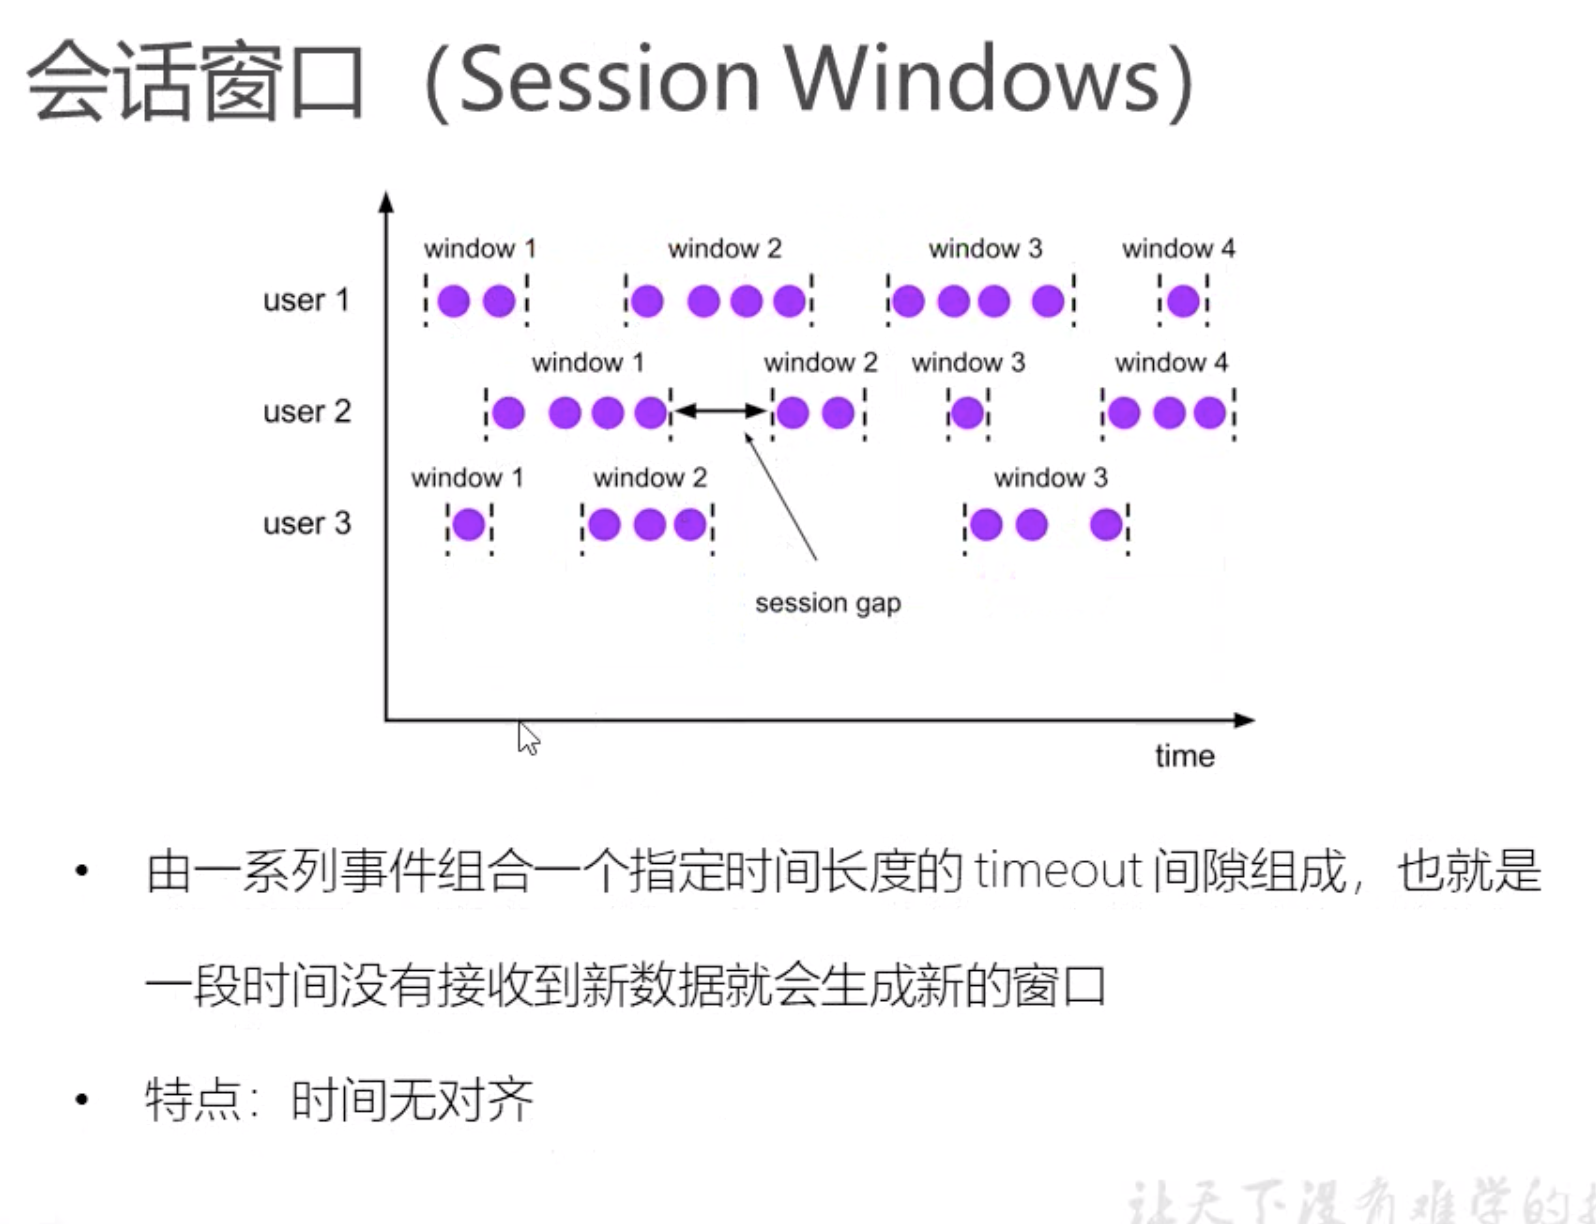 会话窗口（Session Windows）
window 1 window 2 window 3 window 4
user 1
window 1 window 2 window 3 window 4
user 2
window 1 window 2 window 3
user 3
session gap
time
• 由一系列事件组合一个指定时间长度的 timeout 间隙组成，也就是
一段时间没有接收到新数据就会生成新的窗口
• 特点：时间无对齐
让天下没有难学的